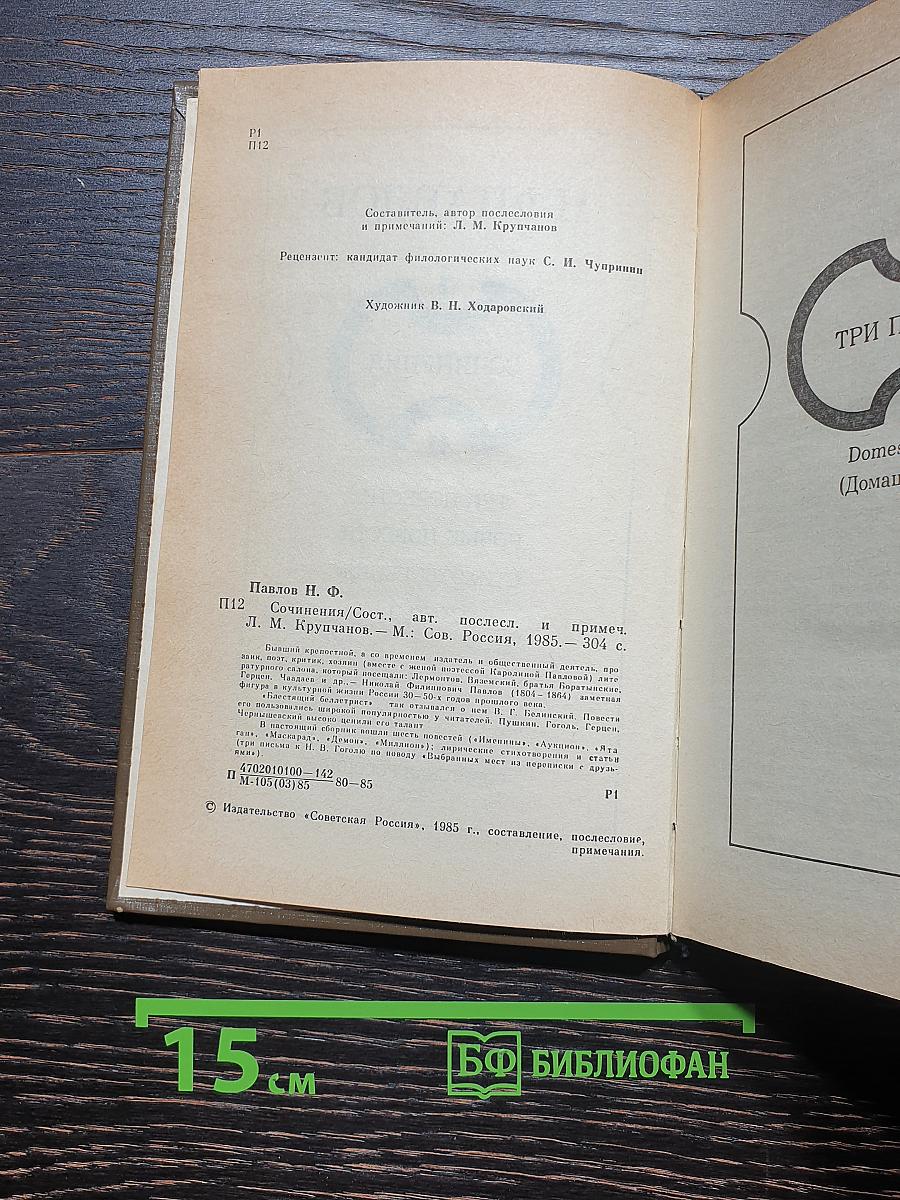 Р1
П12
Составитель, автор послесловия
и примечаний: Л. М. Крупчанов
Рецензент: кандидат филологических наук С. И. Чупринин
Художник В. Н. Ходаровский
Павлов Н. Ф.
П12 Сочинения/Сост., авт. послесл. и примеч.
Л. М. Крупчанов.— М.: Сов. Россия, 1985.— 304 с.
Бывший крепостной, а со временем издатель и общественный деятель, про
заик, поэт, критик, хозяин (вместе с женой поэтессой Каролиной Павловой) лите
ратурного салона, который посещали: Лермонтов, Вяземский, братья Боратынские,
Герцен, Чаадаев и др.,— Николай Филиппович Павлов (1804—1864) заметная
фигура в культурной жизни России 30—50-х годов прошлого века.
«Блестящий беллетрист» так отзывался о нем В. Г. Белинский. Повести
его пользовались широкой популярностью у читателей. Пушкин, Гоголь, Герцен,
Чернышевский высоко ценили его талант
В настоящий сборник вошли шесть повестей («Именины», «Аукцион», «Ята
ган», «Маскарад», «Демон», «Миллион»); лирические стихотворения и статьи
(три письма к Н. В. Гоголю по поводу «Выбранных мест из переписки с друзь-
ями»).
П 4702010100—142 80—85
М-105(03)85
Р1
© Издательство «Советская Россия», 1985 г., составление, послесловие,
примечания.
ТРИ П
Domes
(Домаш
15 см
БФ БИБЛИОФАН